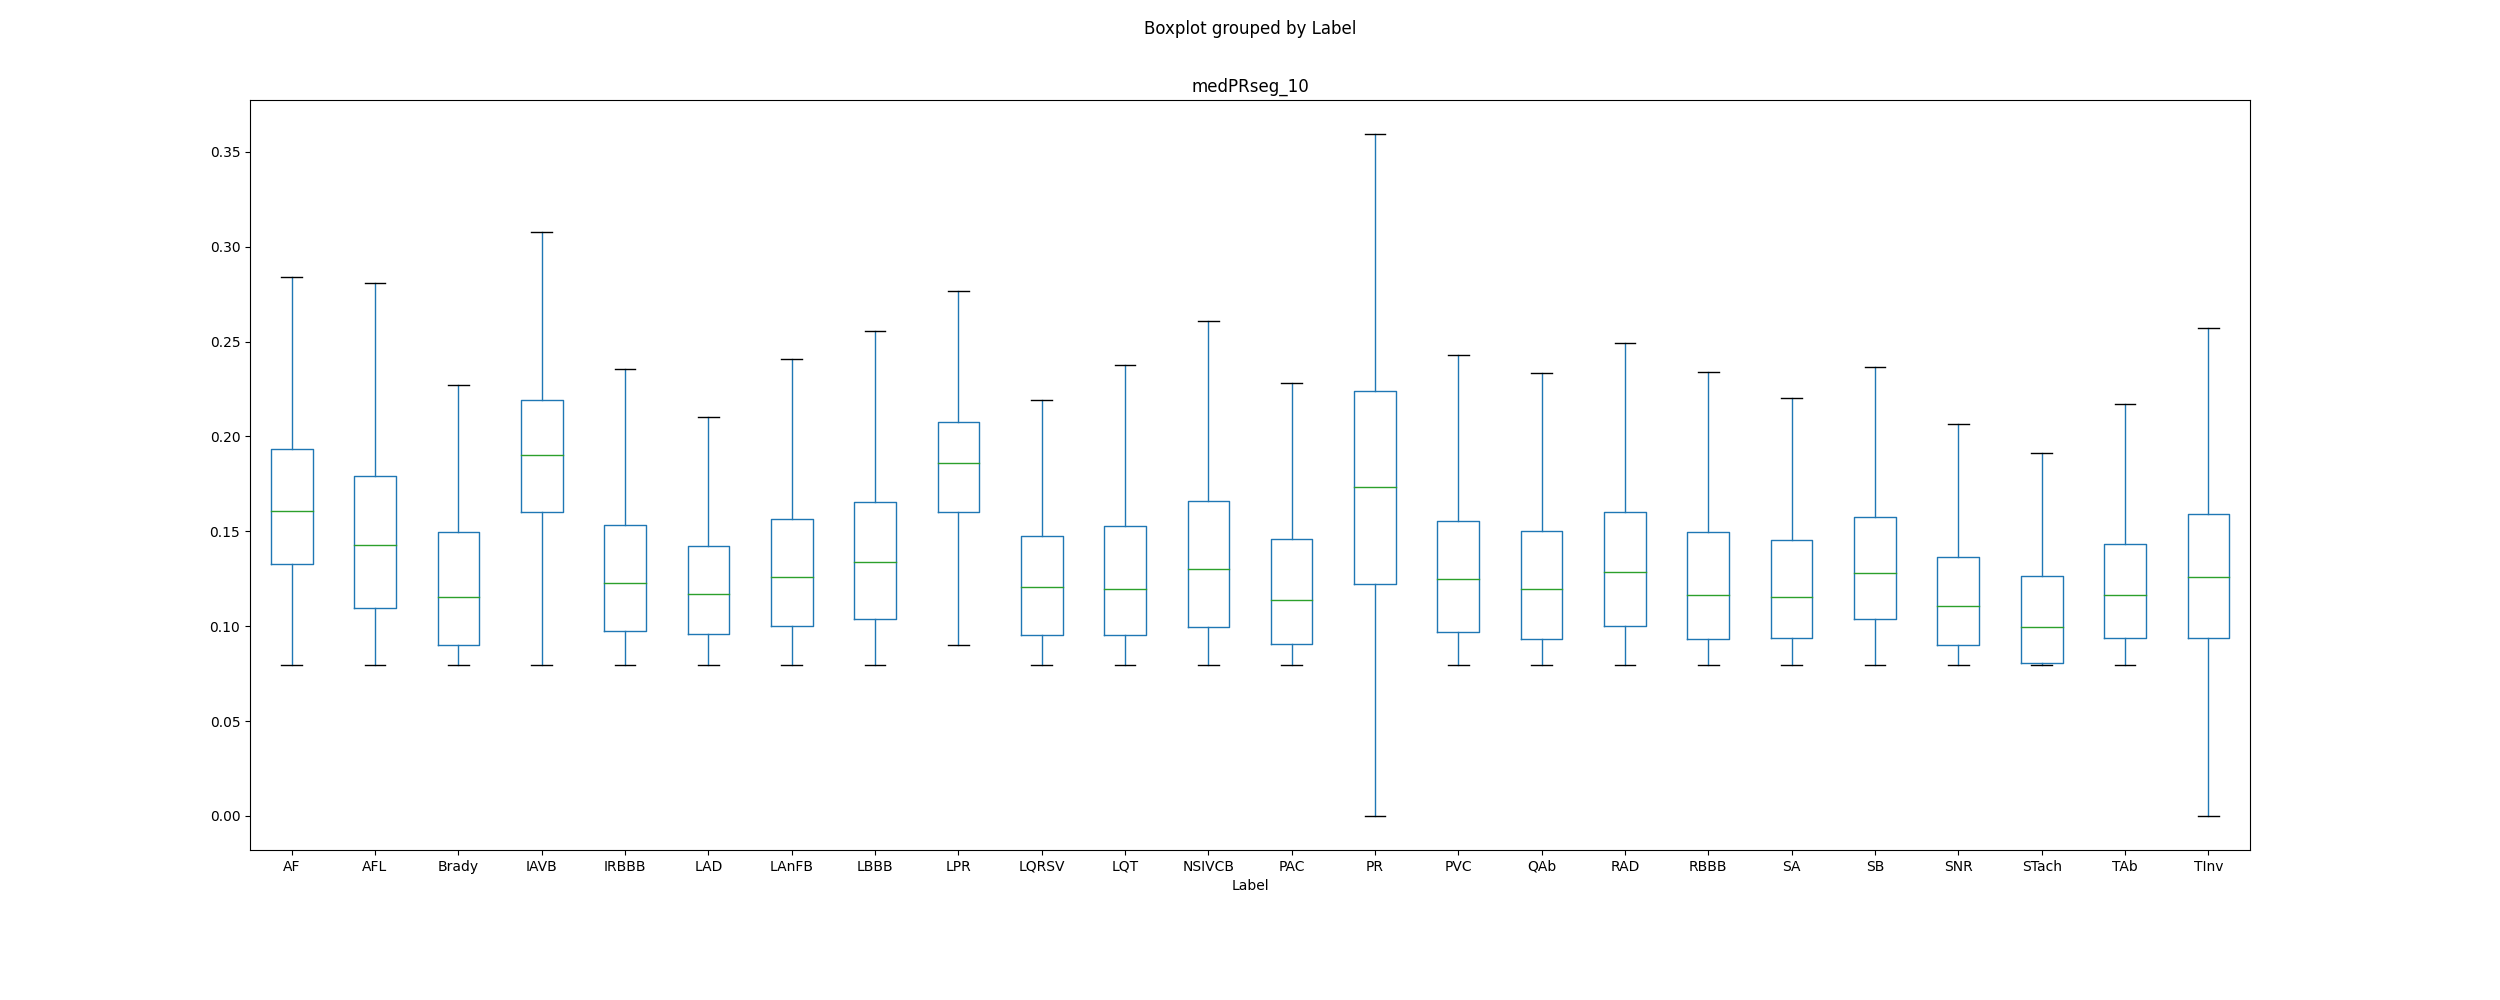 Boxplot grouped by Label
medPRseg_10
0.35
0.30
0.25
0.20
0.15
0.10
0.05
0.00
AF AFL Brady IAVB IRBBB LAD LAnFB LBBB LPR LQRSV LQT NSIVCB PAC PR PVC QAb RAD RBBB SA SB SNR STach TAb TInv
Label